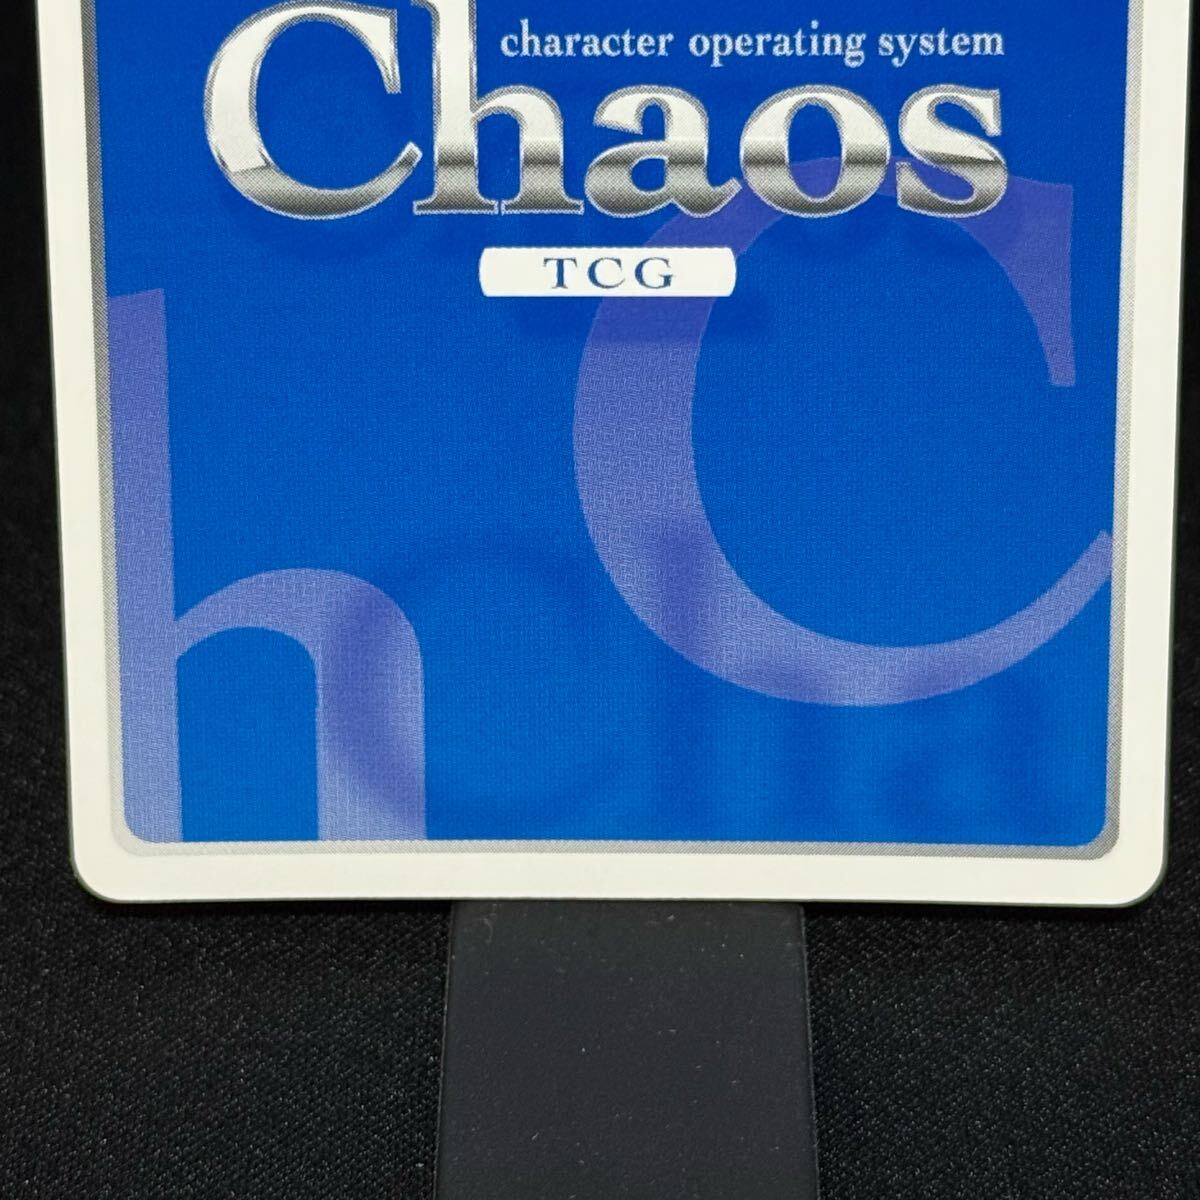 character operating system
Chaos
TCG
h
C